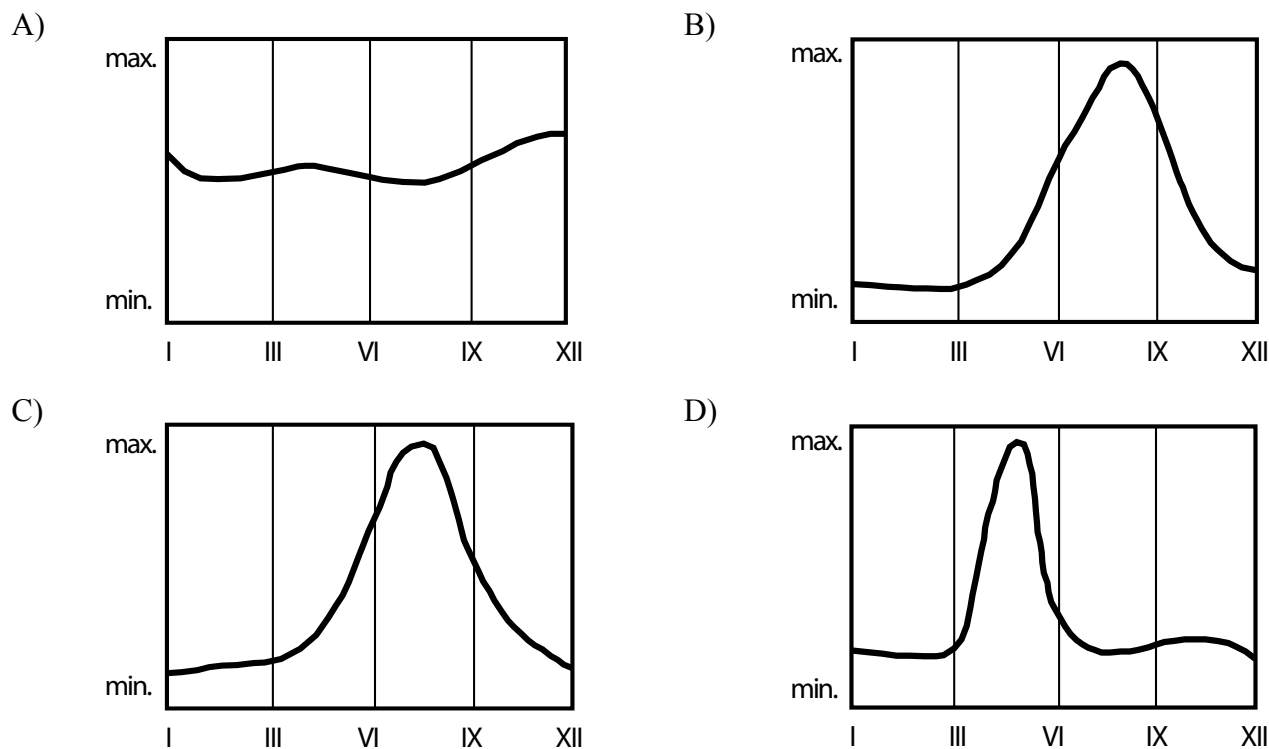 A)
max.
min.
I III VI IX XII
B)
max.
min.
I III VI IX XII
C)
max.
min.
I III VI IX XII
D)
max.
min.
I III VI IX XII